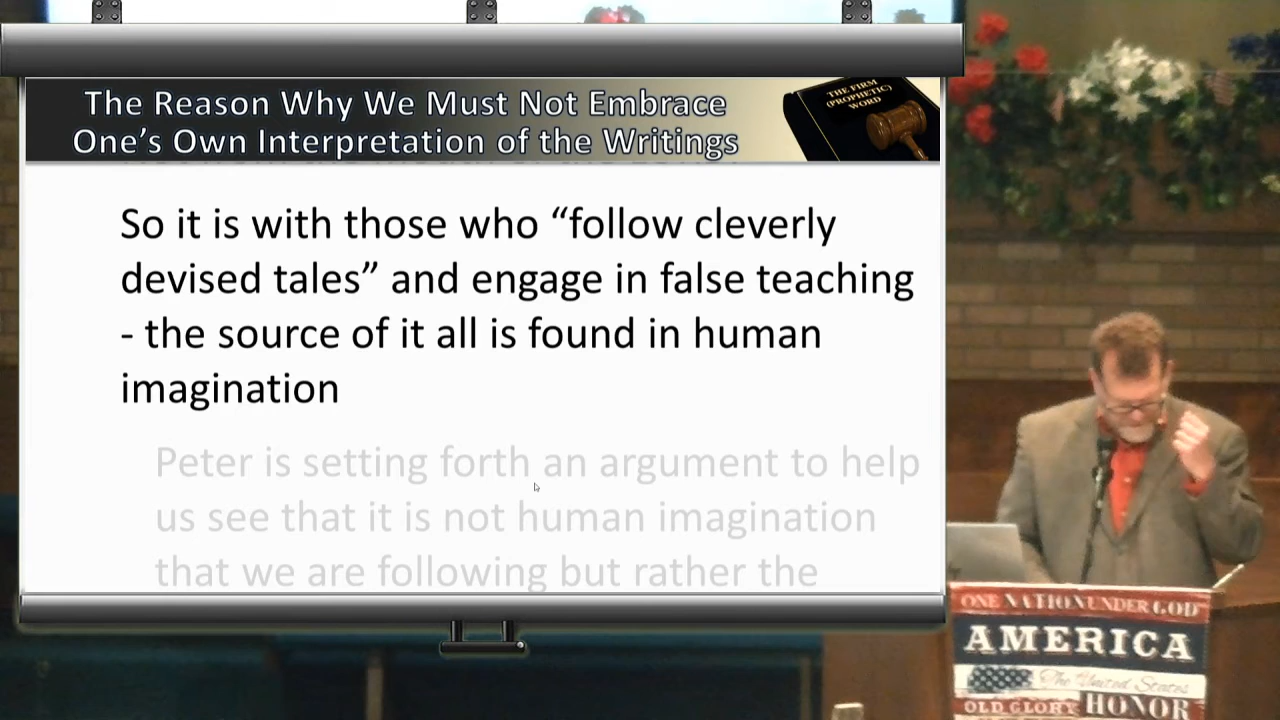 The Reason Why We Must Not Embrace
One's Own Interpretation of the Writings
THE FIRM
(PROPHETIC)
WORD
So it is with those who “follow cleverly
devised tales” and engage in false teaching
- the source of it all is found in human
imagination
Peter is setting forth an argument to help
us see that it is not human imagination
that we are following but rather the
ONE NATION UNDER GOD
AMERICA
The United States
OLD GLORY HONOR